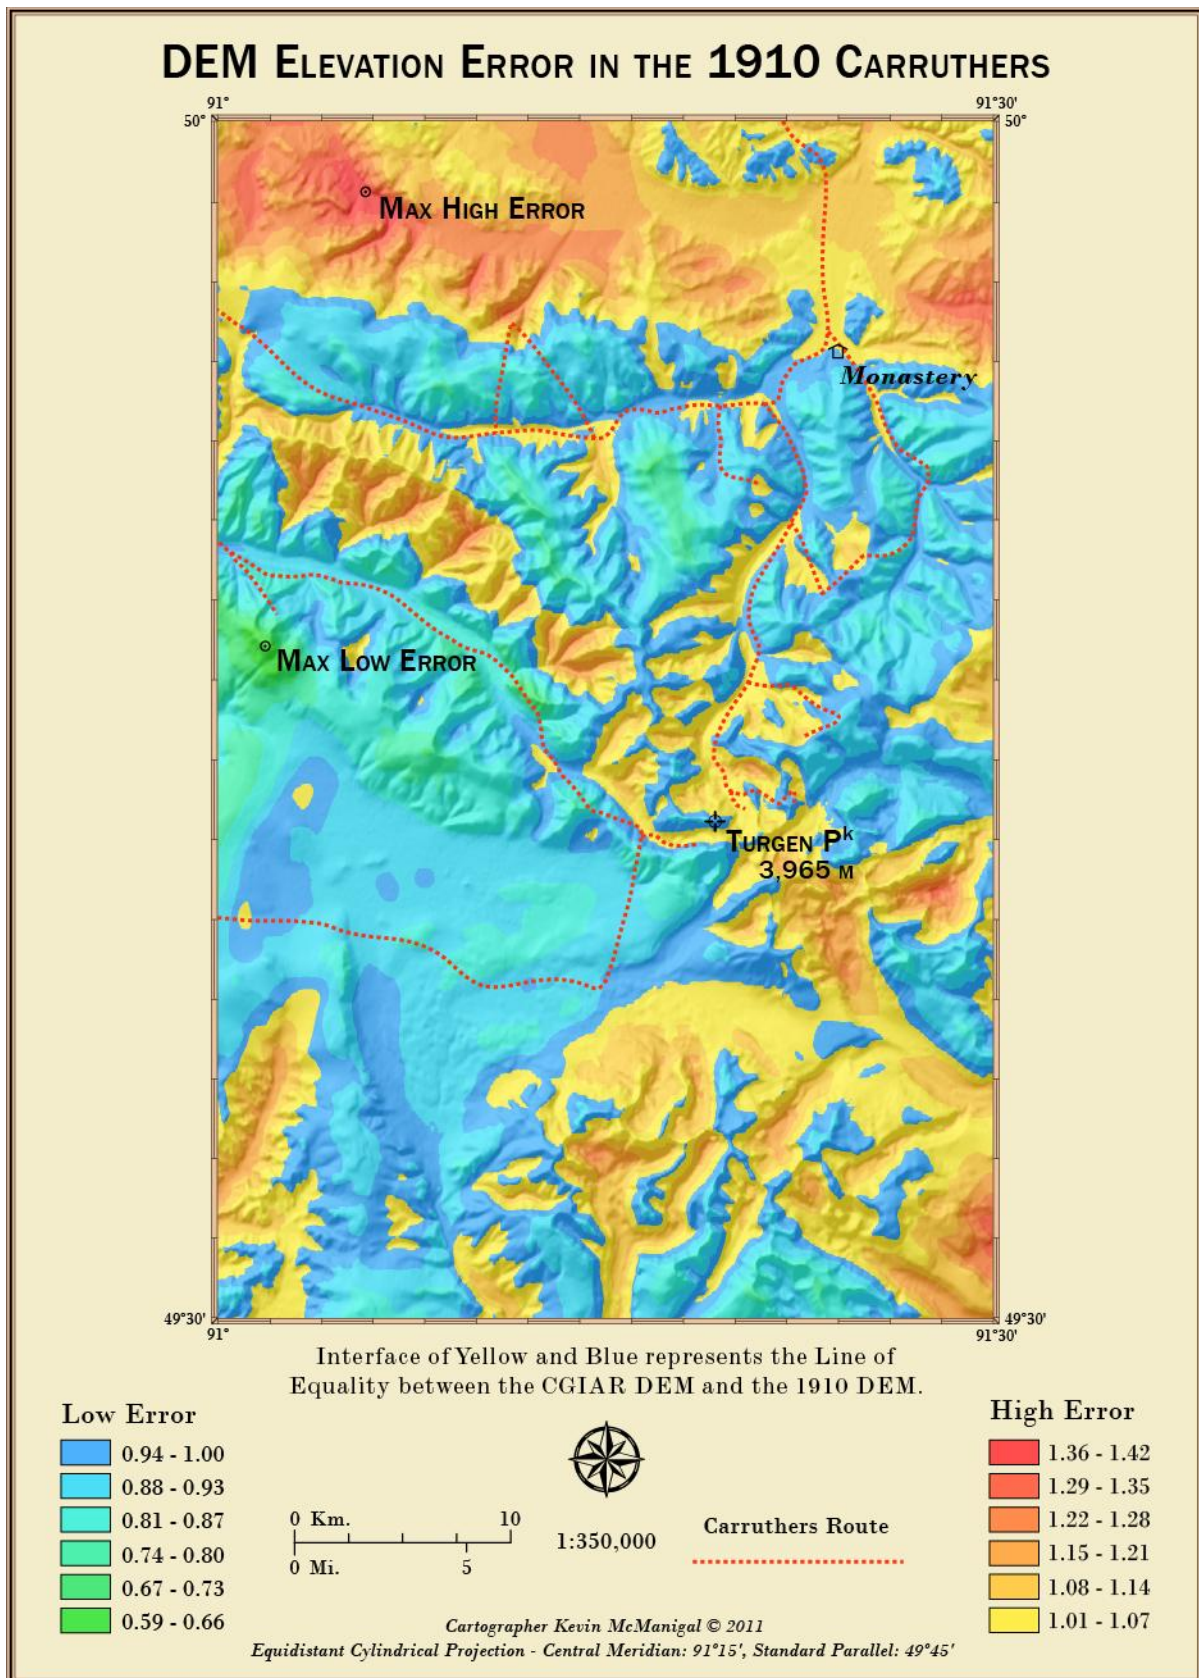 DEM Elevation Error in the 1910 Carruthers
91°
91°30'
50°
50°
Max High Error
Monastery
Max Low Error
Turgen Pk
3,965 m
49°30'
49°30'
91°
91°30'
Interface of Yellow and Blue represents the Line of
Equality between the CGIAR DEM and the 1910 DEM.
Low Error
0.94 - 1.00
0.88 - 0.93
0.81 - 0.87
0.74 - 0.80
0.67 - 0.73
0.59 - 0.66
0 Km. 10
0 Mi. 5
1:350,000
Carruthers Route
High Error
1.36 - 1.42
1.29 - 1.35
1.22 - 1.28
1.15 - 1.21
1.08 - 1.14
1.01 - 1.07
Cartographer Kevin McManigal © 2011
Equidistant Cylindrical Projection - Central Meridian: 91°15', Standard Parallel: 49°45'